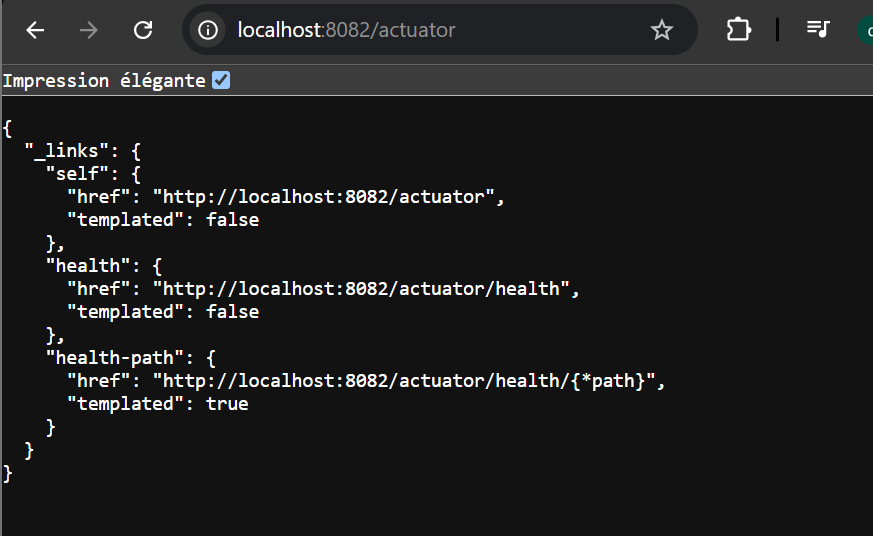 localhost:8082/actuator
Impression élégante
{
  "_links": {
    "self": {
      "href": "http://localhost:8082/actuator",
      "templated": false
    },
    "health": {
      "href": "http://localhost:8082/actuator/health",
      "templated": false
    },
    "health-path": {
      "href": "http://localhost:8082/actuator/health/{*path}",
      "templated": true
    }
  }
}